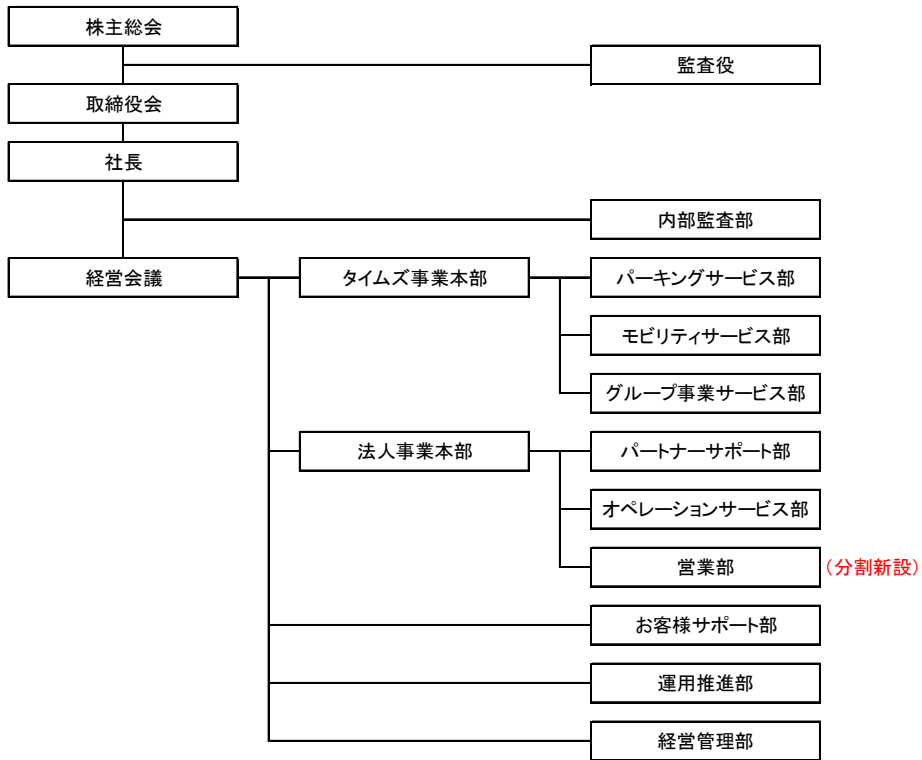 株主総会
監査役
取締役会
社長
内部監査部
経営会議
タイムズ事業本部
パーキングサービス部
モビリティサービス部
グループ事業サービス部
法人事業本部
パートナーサポート部
オペレーションサービス部
営業部
(分割新設)
お客様サポート部
運用推進部
経営管理部